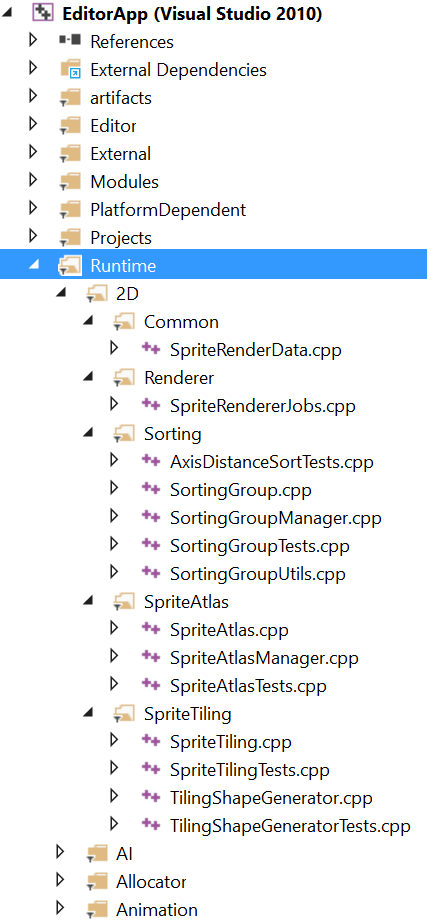 EditorApp (Visual Studio 2010)
References
External Dependencies
artifacts
Editor
External
Modules
PlatformDependent
Projects
Runtime
2D
Common
SpriteRenderData.cpp
Renderer
SpriteRendererJobs.cpp
Sorting
AxisDistanceSortTests.cpp
SortingGroup.cpp
SortingGroupManager.cpp
SortingGroupTests.cpp
SortingGroupUtils.cpp
SpriteAtlas
SpriteAtlas.cpp
SpriteAtlasManager.cpp
SpriteAtlasTests.cpp
SpriteTiling
SpriteTiling.cpp
SpriteTilingTests.cpp
TilingShapeGenerator.cpp
TilingShapeGeneratorTests.cpp
AI
Allocator
Animation